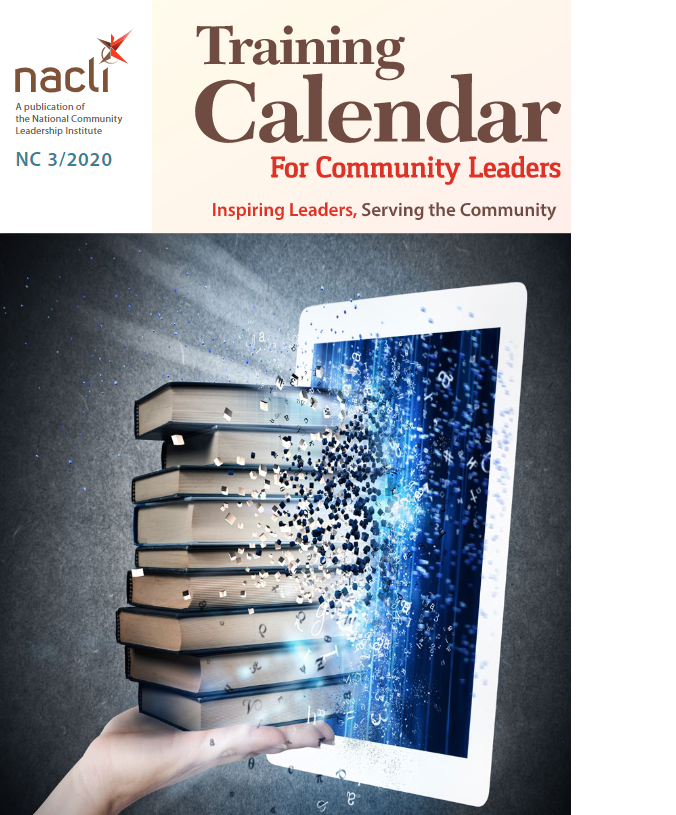 nacli
A publication of
the National Community
Leadership Institute
NC 3/2020
Training
Calendar
For Community Leaders
Inspiring Leaders, Serving the Community